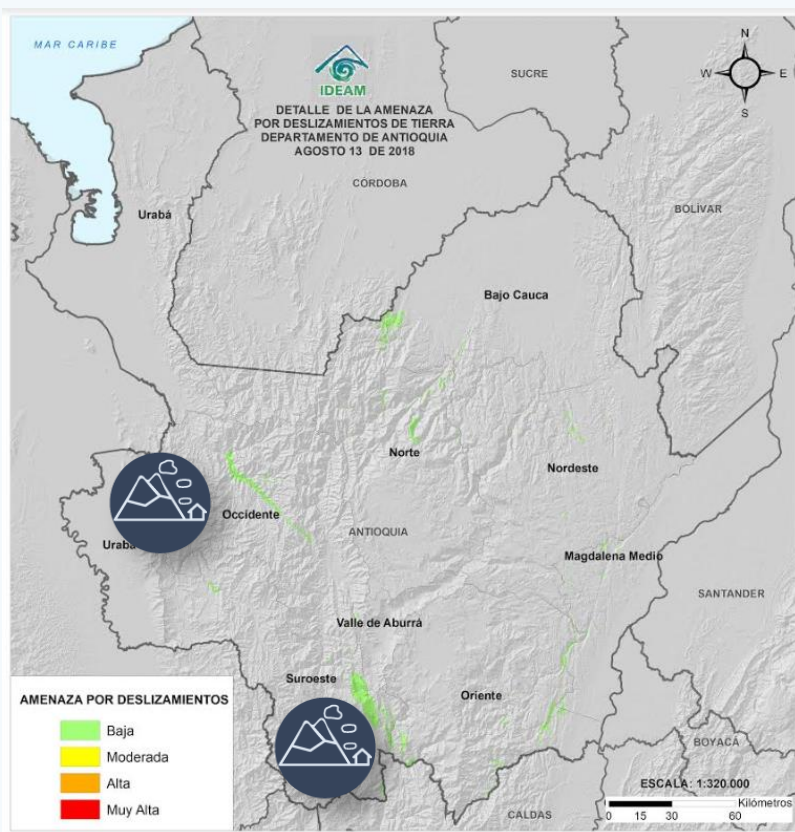 MAR CARIBE
N
W
E
S
IDEAM
DETALLE DE LA AMENAZA
POR DESLIZAMIENTOS DE TIERRA
DEPARTAMENTO DE ANTIOQUIA
AGOSTO 13 DE 2018
SUCRE
CÓRDOBA
BOLÍVAR
Urabá
Bajo Cauca
Norte
Nordeste
Occidente
ANTIOQUIA
Urabá
Magdalena Medio
SANTANDER
Valle de Aburrá
Suroeste
Oriente
AMENAZA POR DESLIZAMIENTOS
Baja
Moderada
Alta
Muy Alta
BOYACÁ
CALDAS
ESCALA: 1:320.000
Kilómetros
0 15 30 60